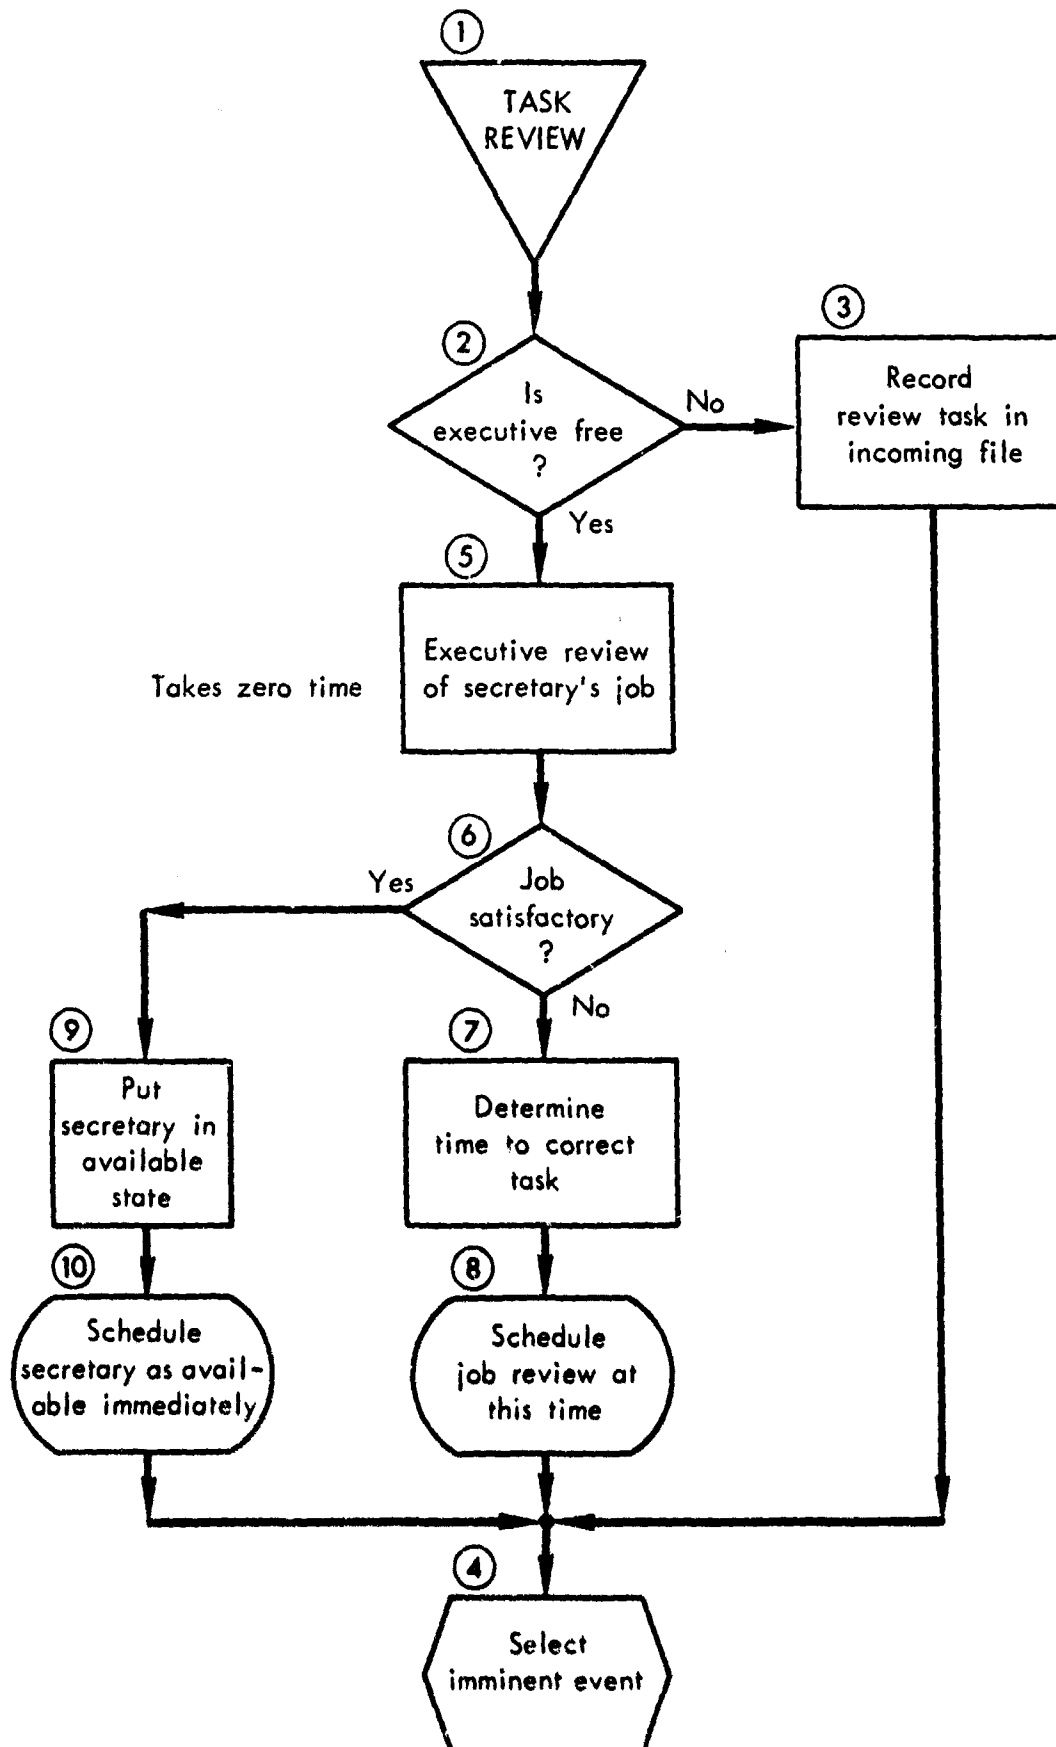 1
TASK
REVIEW
2
Is
executive free
?
No
3
Record
review task in
incoming file
Yes
5
Takes zero time
Executive review
of secretary's job
6
Yes
Job
satisfactory
?
No
9
Put
secretary in
available
state
7
Determine
time to correct
task
10
Schedule
secretary as avail-
able immediately
8
Schedule
job review at
this time
4
Select
imminent event